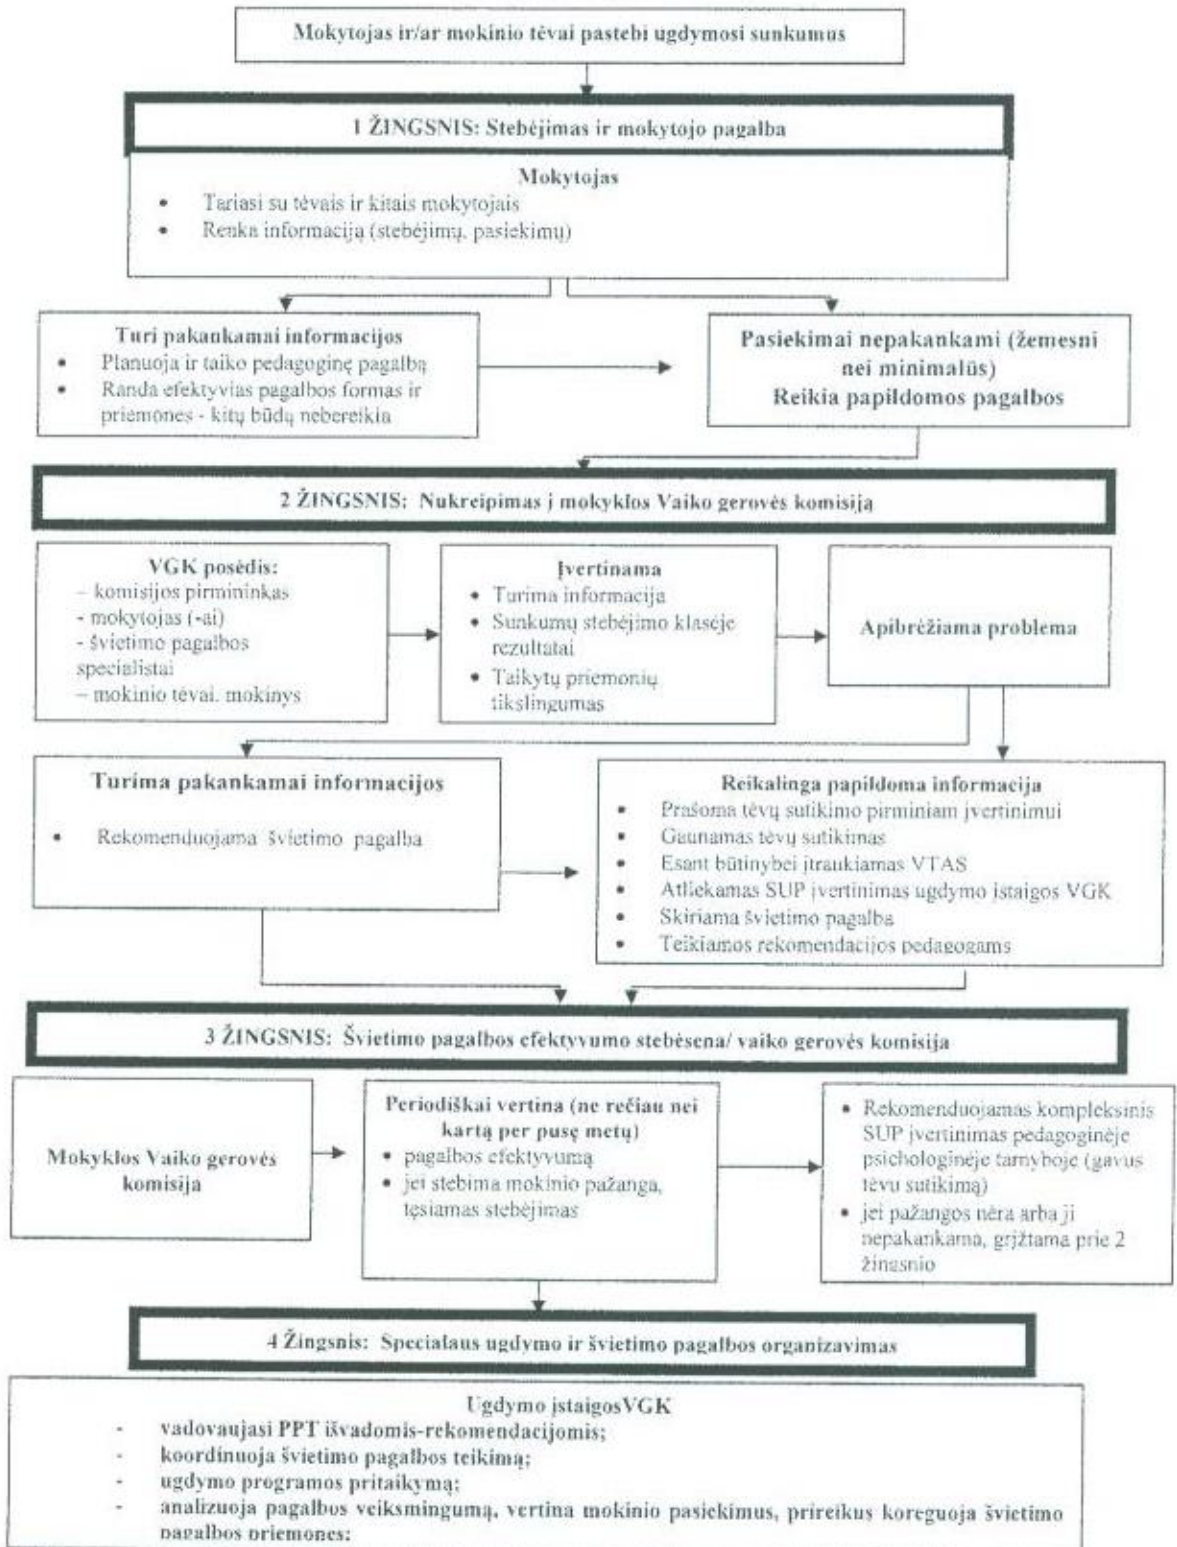 Mokytojas ir/ar mokinio tėvai pastebi ugdymosi sunkumus
1 ŽINGSNIS: Stebėjimas ir mokytojo pagalba
Mokytojas
• Tariasi su tėvais ir kitais mokytojais
• Renka informaciją (stebėjimų, pasiekimų)
Turi pakankamai informacijos
• Planuoja ir taiko pedagoginę pagalbą
• Randa efektyvias pagalbos formas ir
priemones - kitų būdų nebereikia
Pasiekimai nepakankami (žemesni
nei minimalūs)
Reikia papildomos pagalbos
2 ŽINGSNIS: Nukreipimas į mokyklos Vaiko gerovės komisiją
VGK posėdis:
– komisijos pirmininkas
- mokytojas (-ai)
- švietimo pagalbos
specialistai
– mokinio tėvai. mokinys
Įvertinama
• Turima informacija
• Sunkumų stebėjimo klasėje
rezultatai
• Taikytų priemonių
tikslingumas
Apibrėžiama problema
Turima pakankamai informacijos
• Rekomenduojama švietimo pagalba
Reikalinga papildoma informacija
• Prašoma tėvų sutikimo pirminiam įvertinimui
• Gaunamas tėvų sutikimas
• Esant būtinybei įtraukiamas VTAS
• Atliekamas SUP įvertinimas ugdymo įstaigos VGK
• Skiriama švietimo pagalba
• Teikiamos rekomendacijos pedagogams
3 ŽINGSNIS: Švietimo pagalbos efektyvumo stebėsena/ vaiko gerovės komisija
Mokyklos Vaiko gerovės
komisija
Periodiškai vertina (ne rečiau nei
kartą per pusę metų)
• pagalbos efektyvumą
• jei stebima mokinio pažanga,
tęsiamas stebėjimas
• Rekomenduojamas kompleksinis
SUP įvertinimas pedagoginėje
psichologinėje tarnyboje (gavus
tėvų sutikimą)
• jei pažangos nėra arba ji
nepakankama, grįžtama prie 2
žingsnio
4 Žingsnis: Specialaus ugdymo ir švietimo pagalbos organizavimas
Ugdymo įstaigosVGK
- vadovaujasi PPT išvadomis-rekomendacijomis;
- koordinuoja švietimo pagalbos teikimą;
- ugdymo programos pritaikymą;
- analizuoja pagalbos veiksmingumą, vertina mokinio pasiekimus, prireikus koreguoja švietimo
pagalbos priemones;